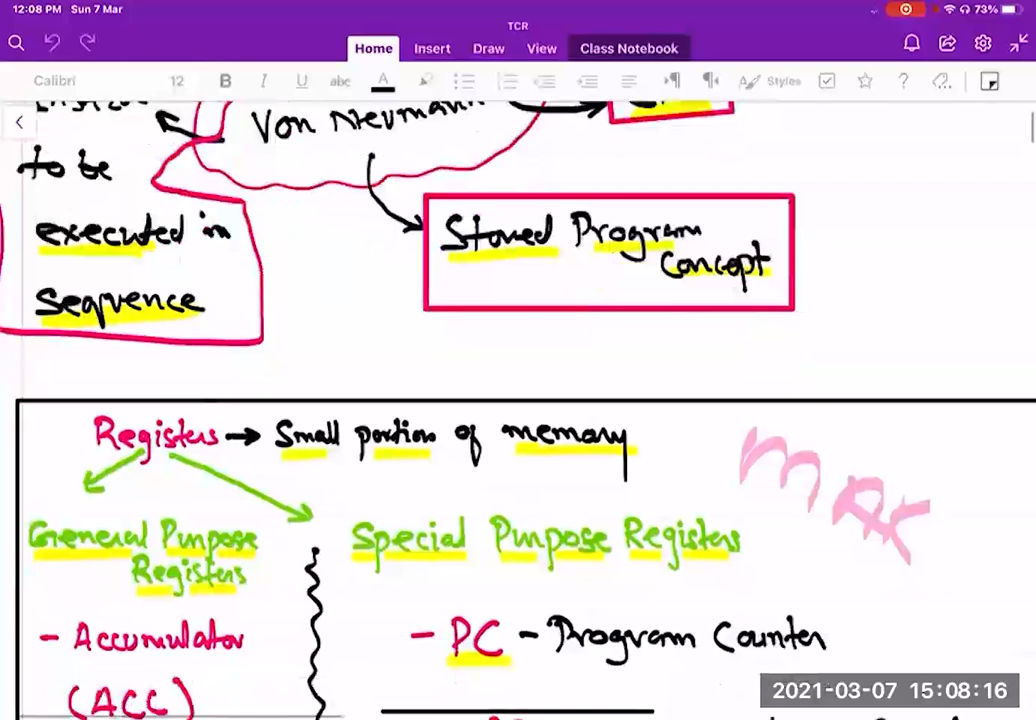 12:08 PM Sun 7 Mar
73%
TCR
Home Insert Draw View Class Notebook
Calibri 12 B I U abc A Styles
Von Neumann
to be
executed in
Sequence
Stored Program
Concept
Registers → Small portion of memory
General Purpose
Registers
Special Purpose Registers
- Accumulator
(ACC)
- PC - Program Counter
2021-03-07 15:08:16